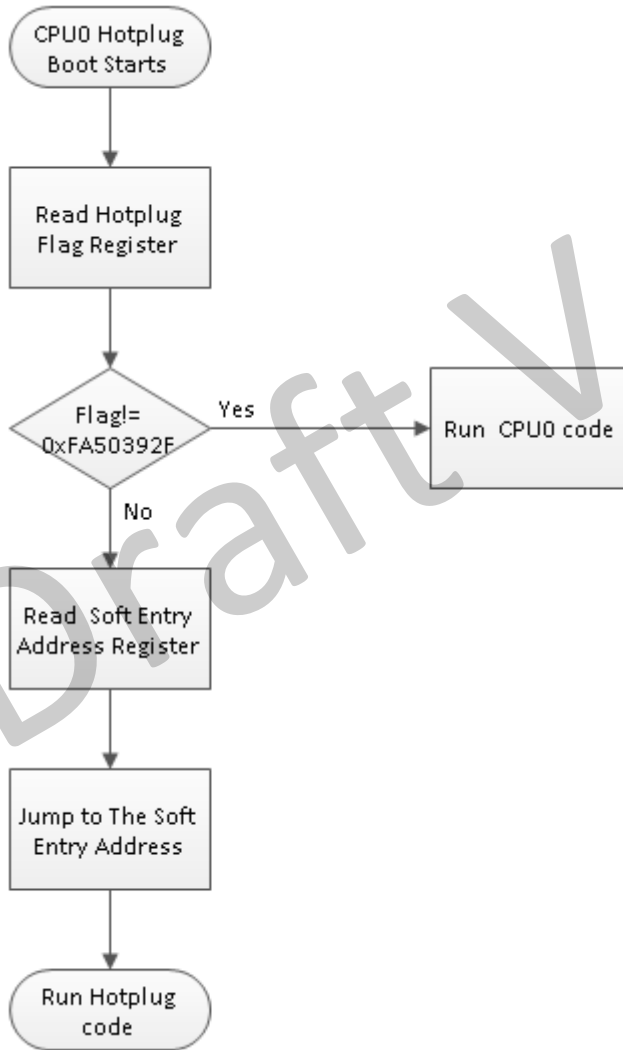 CPU0 Hotplug
Boot Starts
Read Hotplug
Flag Register
Flag!=
0xFA50392F
Yes
Run CPU0 code
No
Read Soft Entry
Address Register
Jump to The Soft
Entry Address
Run Hotplug
code
Draft V